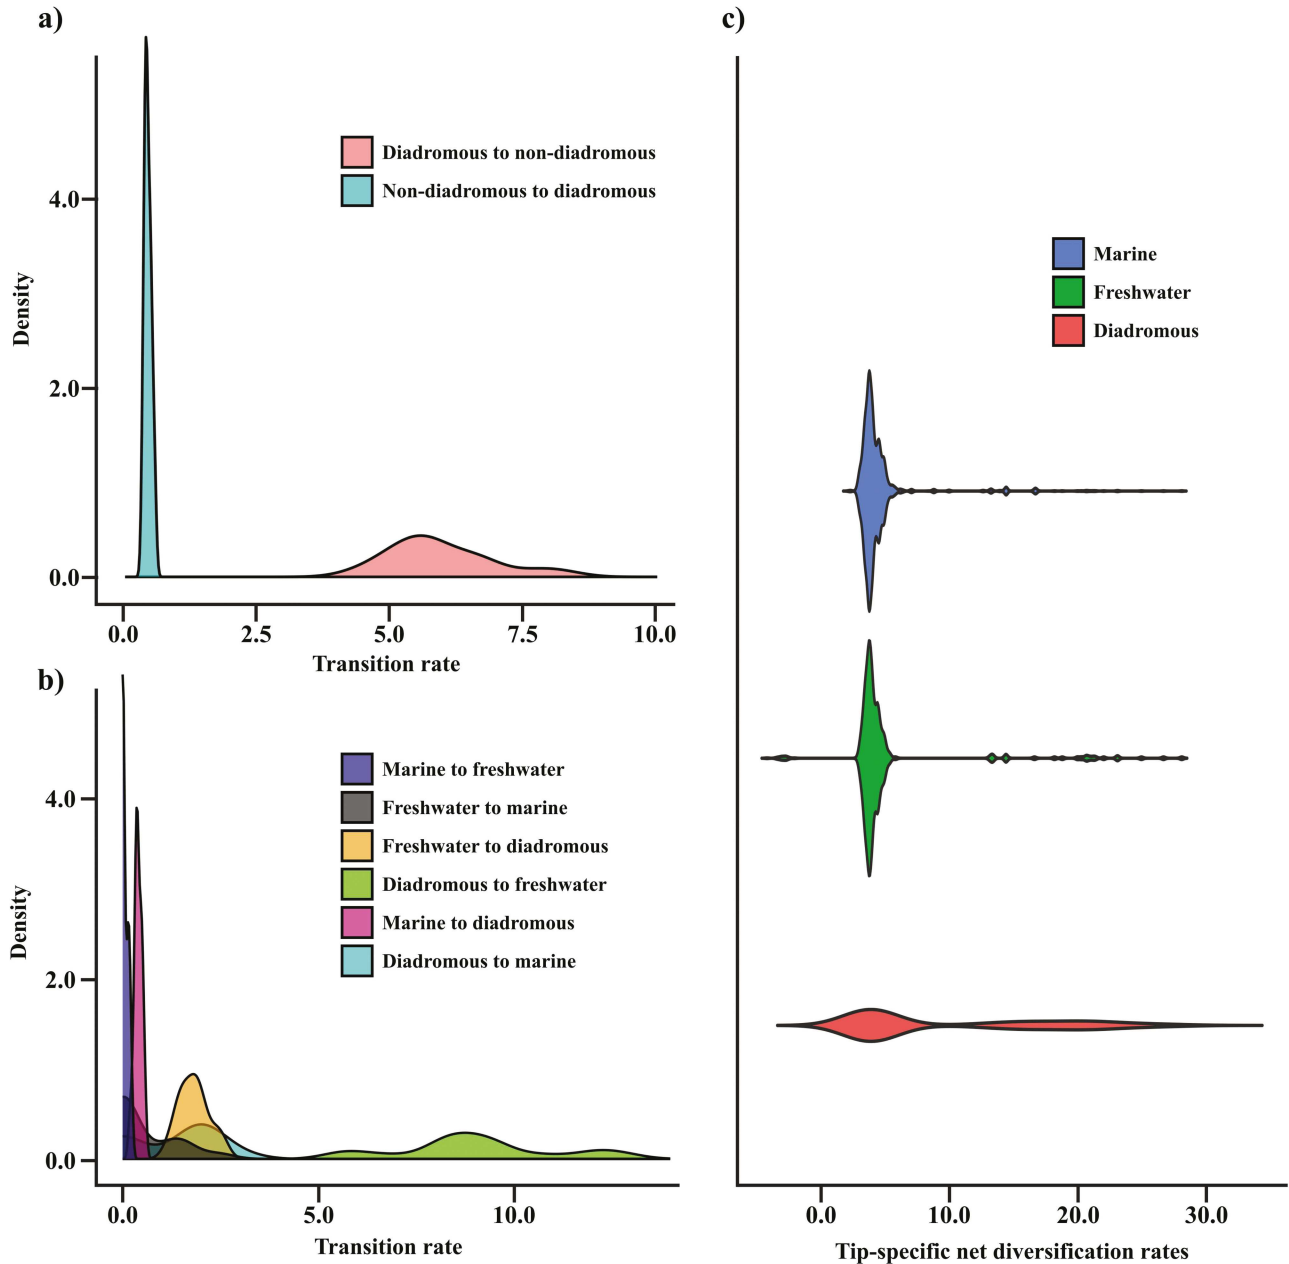 a)
Density
4.0
2.0
0.0
Diadromous to non-diadromous
Non-diadromous to diadromous
0.0 2.5 5.0 7.5 10.0
Transition rate
b)
Density
4.0
2.0
0.0
Marine to freshwater
Freshwater to marine
Freshwater to diadromous
Diadromous to freshwater
Marine to diadromous
Diadromous to marine
0.0 5.0 10.0
Transition rate
c)
Marine
Freshwater
Diadromous
0.0 10.0 20.0 30.0
Tip-specific net diversification rates